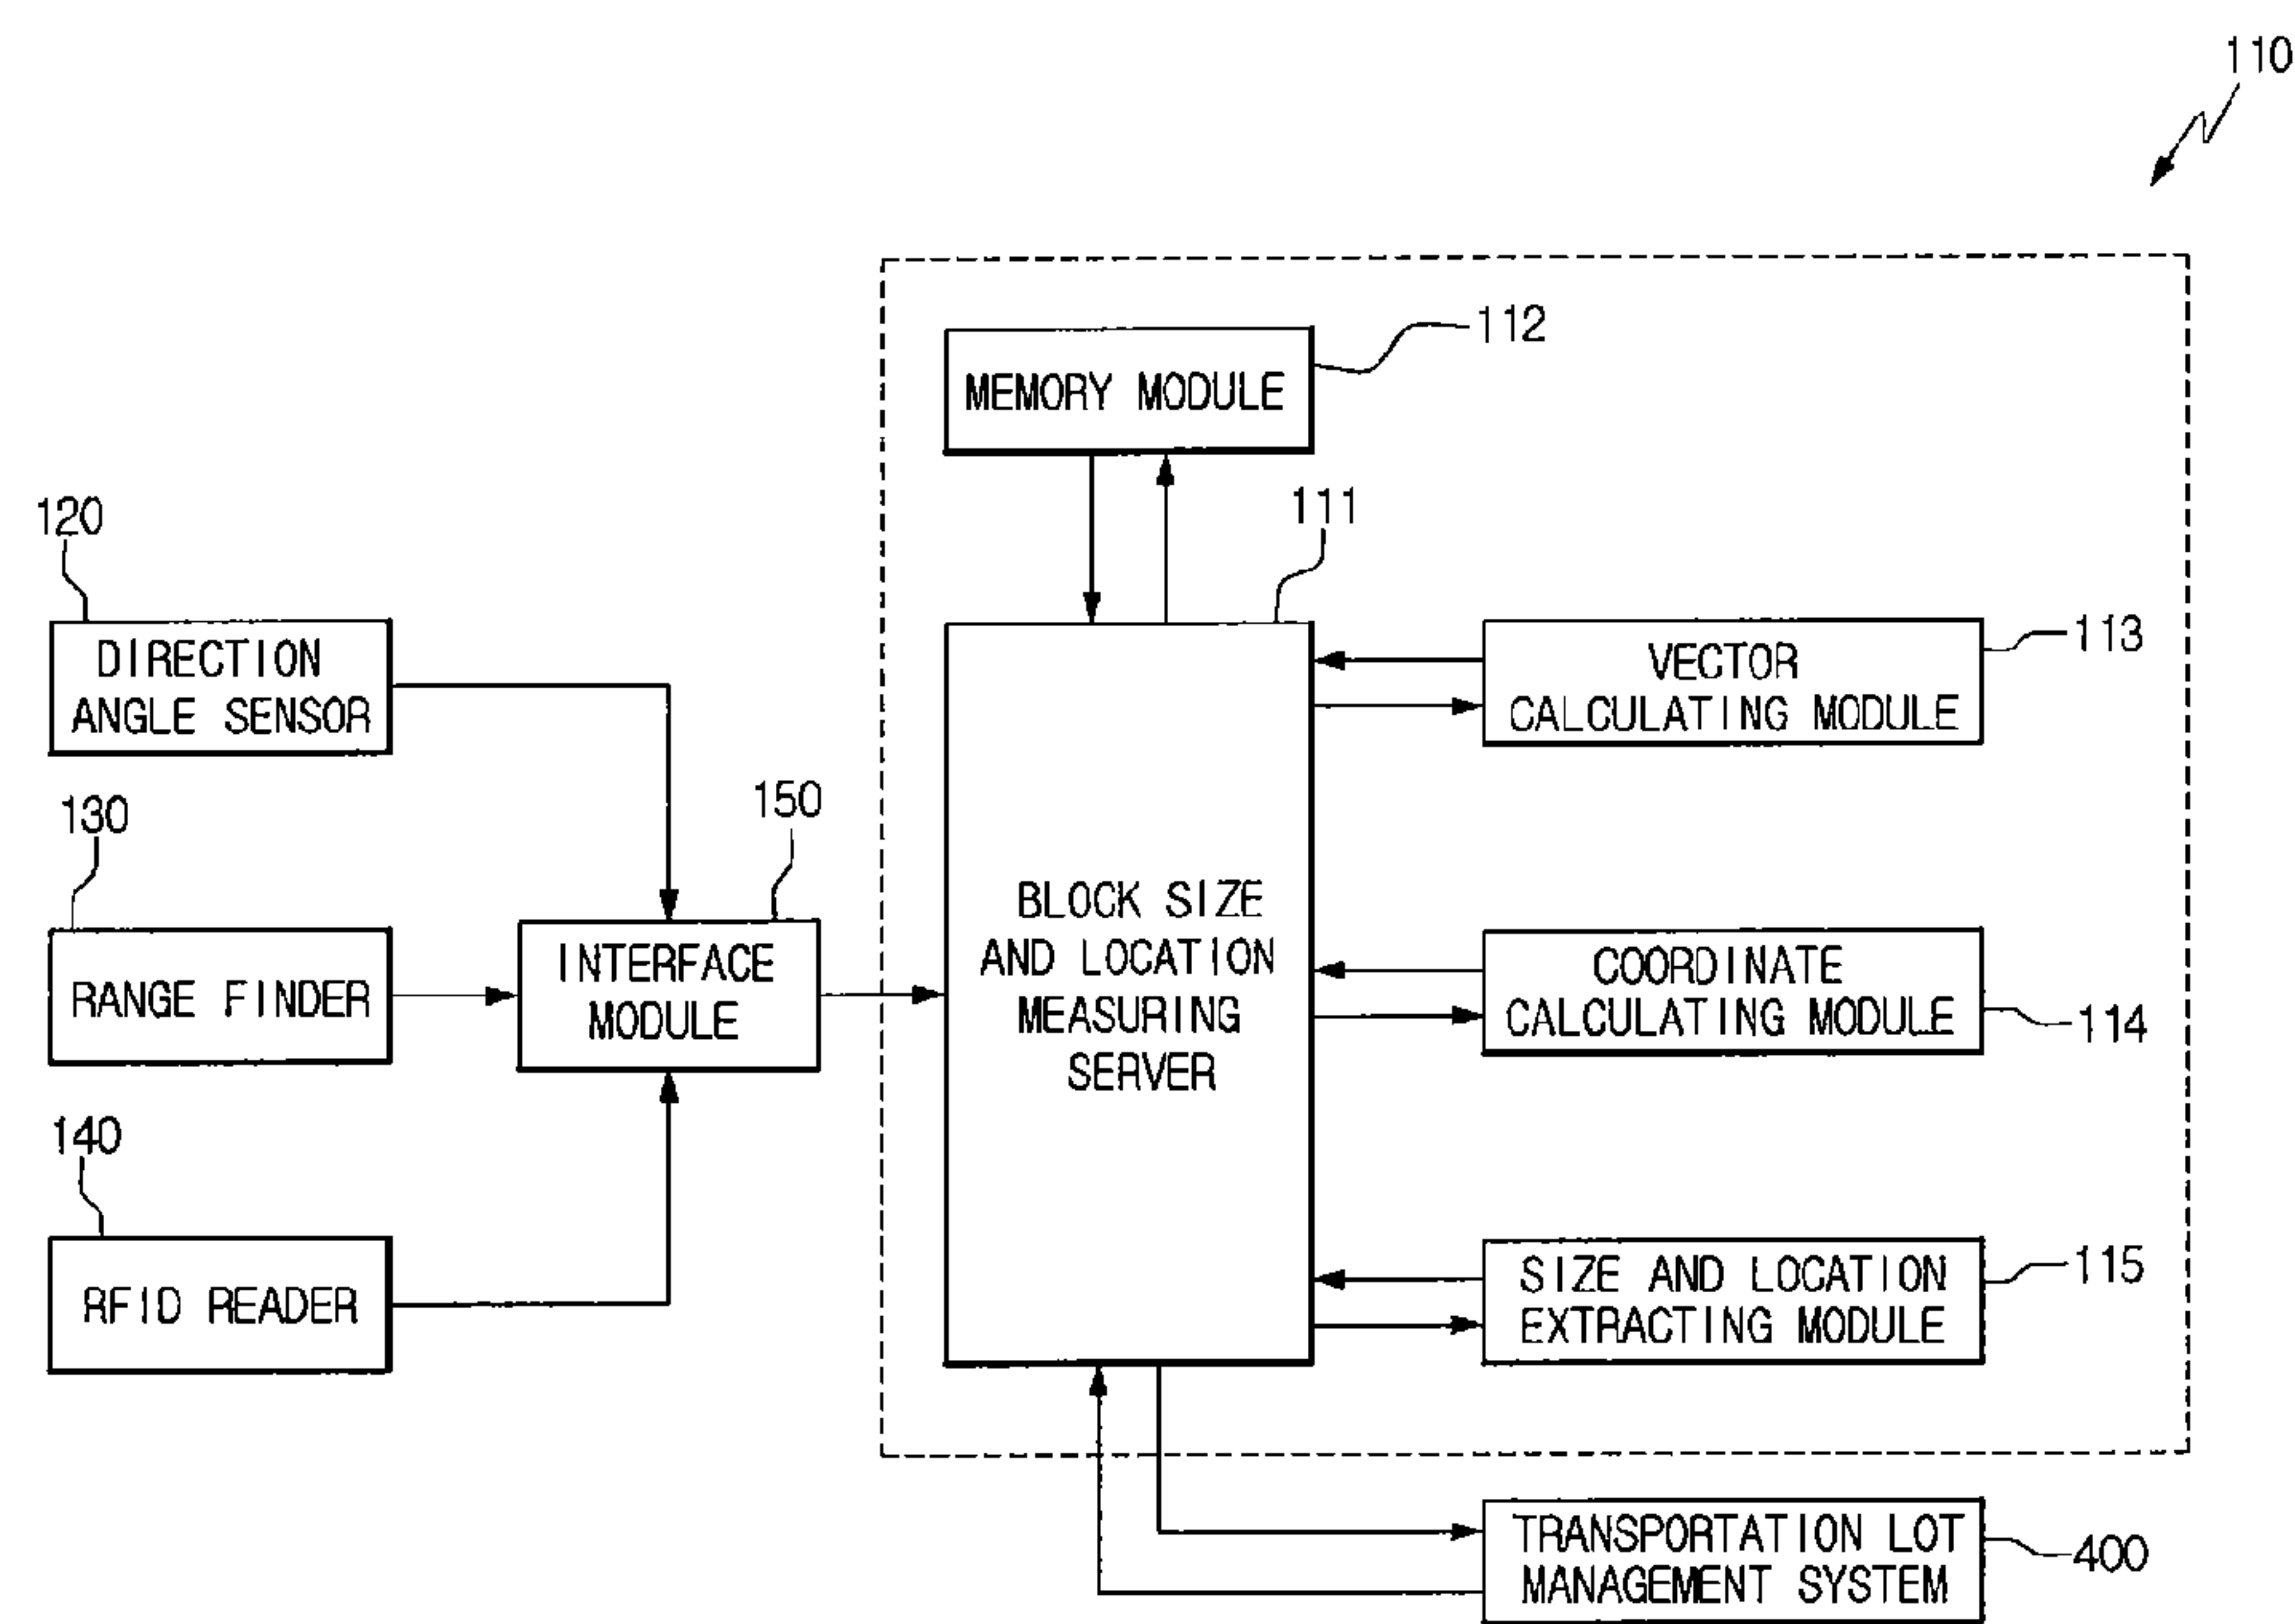 110
112
MEMORY MODULE
111
120
DIRECTION
ANGLE SENSOR
113
VECTOR
CALCULATING MODULE
130
RANGE FINDER
150
INTERFACE
MODULE
BLOCK SIZE
AND LOCATION
MEASURING
SERVER
COORDINATE
CALCULATING MODULE
114
140
RFID READER
SIZE AND LOCATION
EXTRACTING MODULE
115
TRANSPORTATION LOT
MANAGEMENT SYSTEM
400